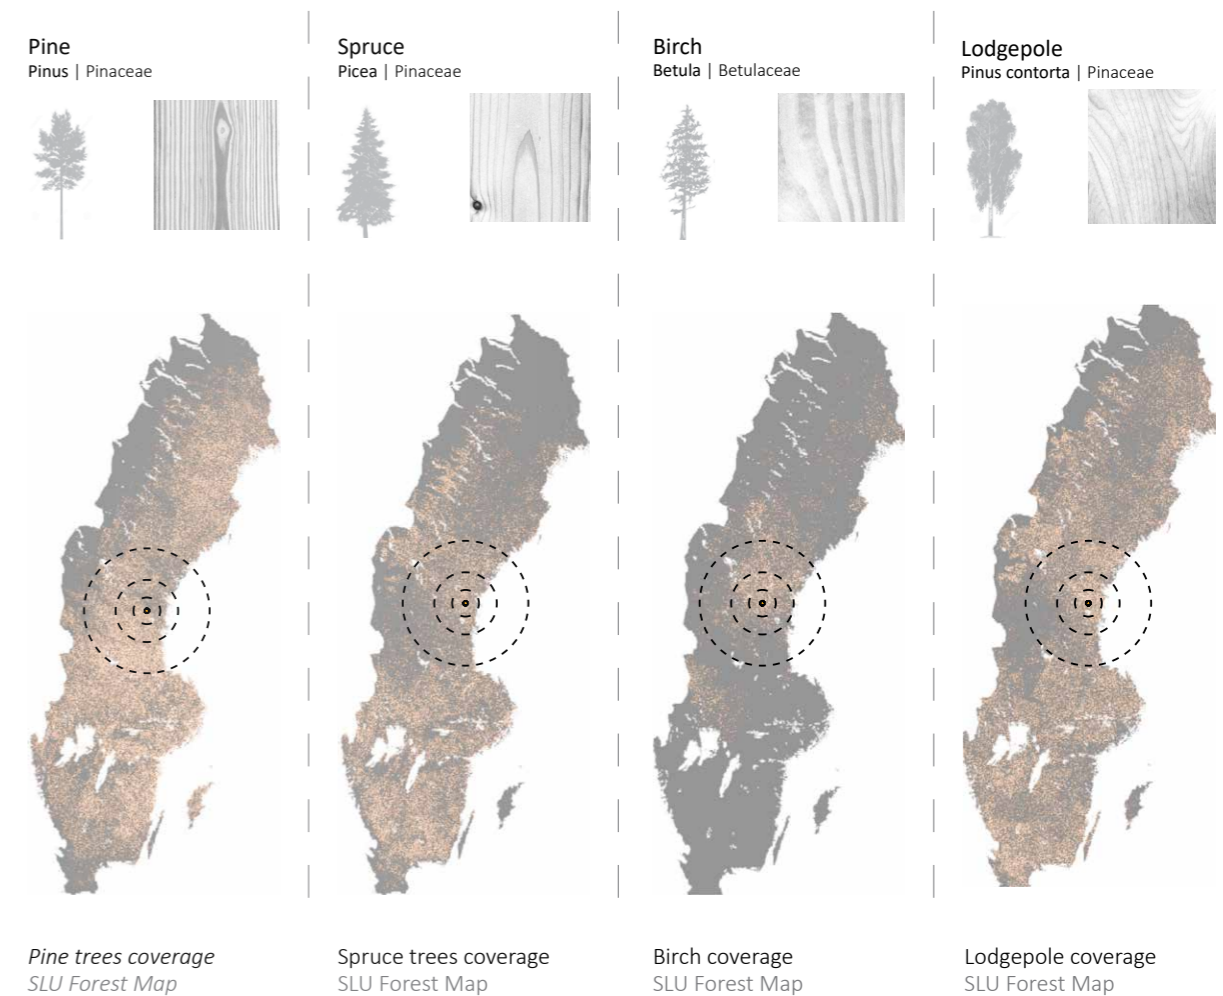 Pine
Pinus | Pinaceae
Spruce
Picea | Pinaceae
Birch
Betula | Betulaceae
Lodgepole
Pinus contorta | Pinaceae
Pine trees coverage
SLU Forest Map
Spruce trees coverage
SLU Forest Map
Birch coverage
SLU Forest Map
Lodgepole coverage
SLU Forest Map